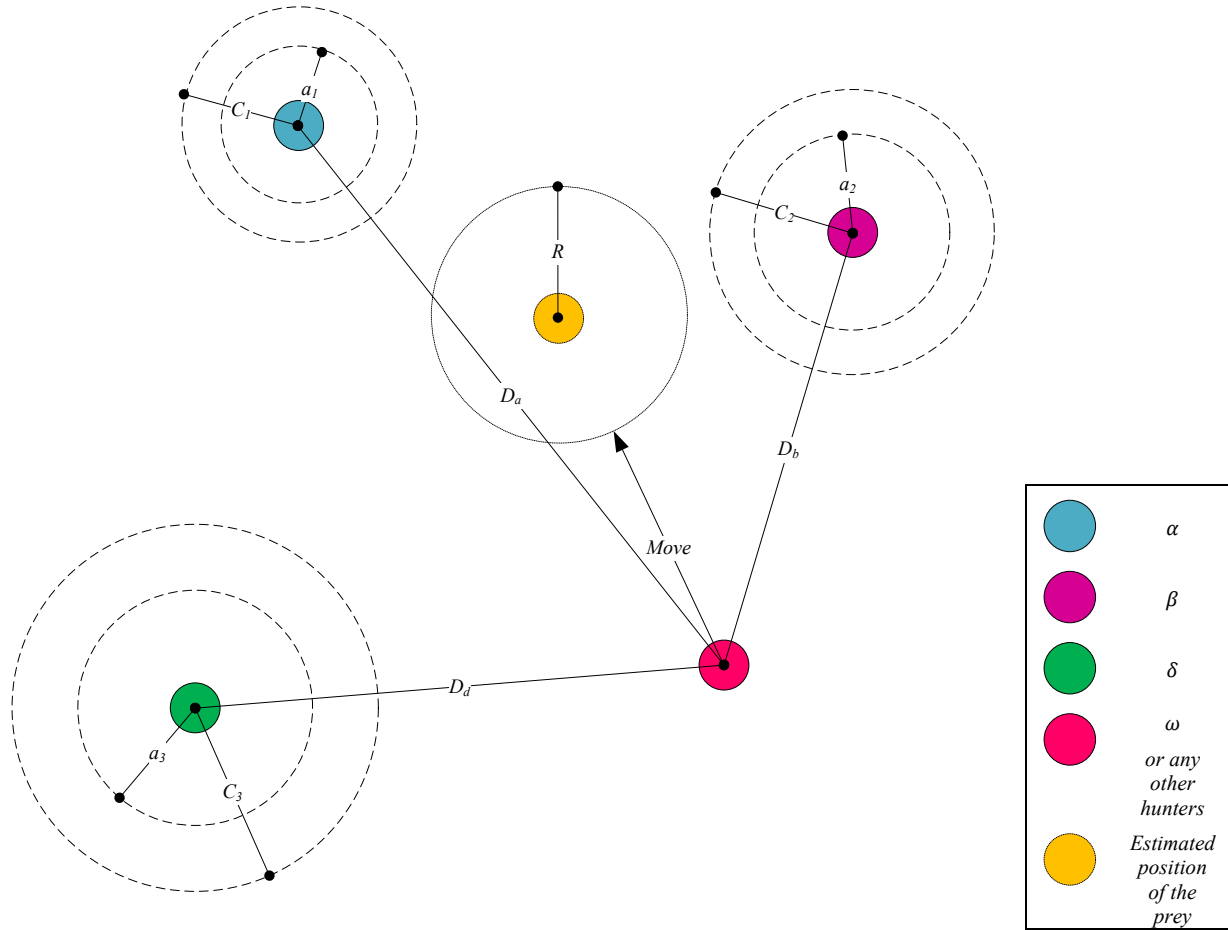 a1
C1
a2
C2
R
Da
Db
Move
Dd
a3
C3
α
β
δ
ω
or any
other
hunters
Estimated
position
of the
prey